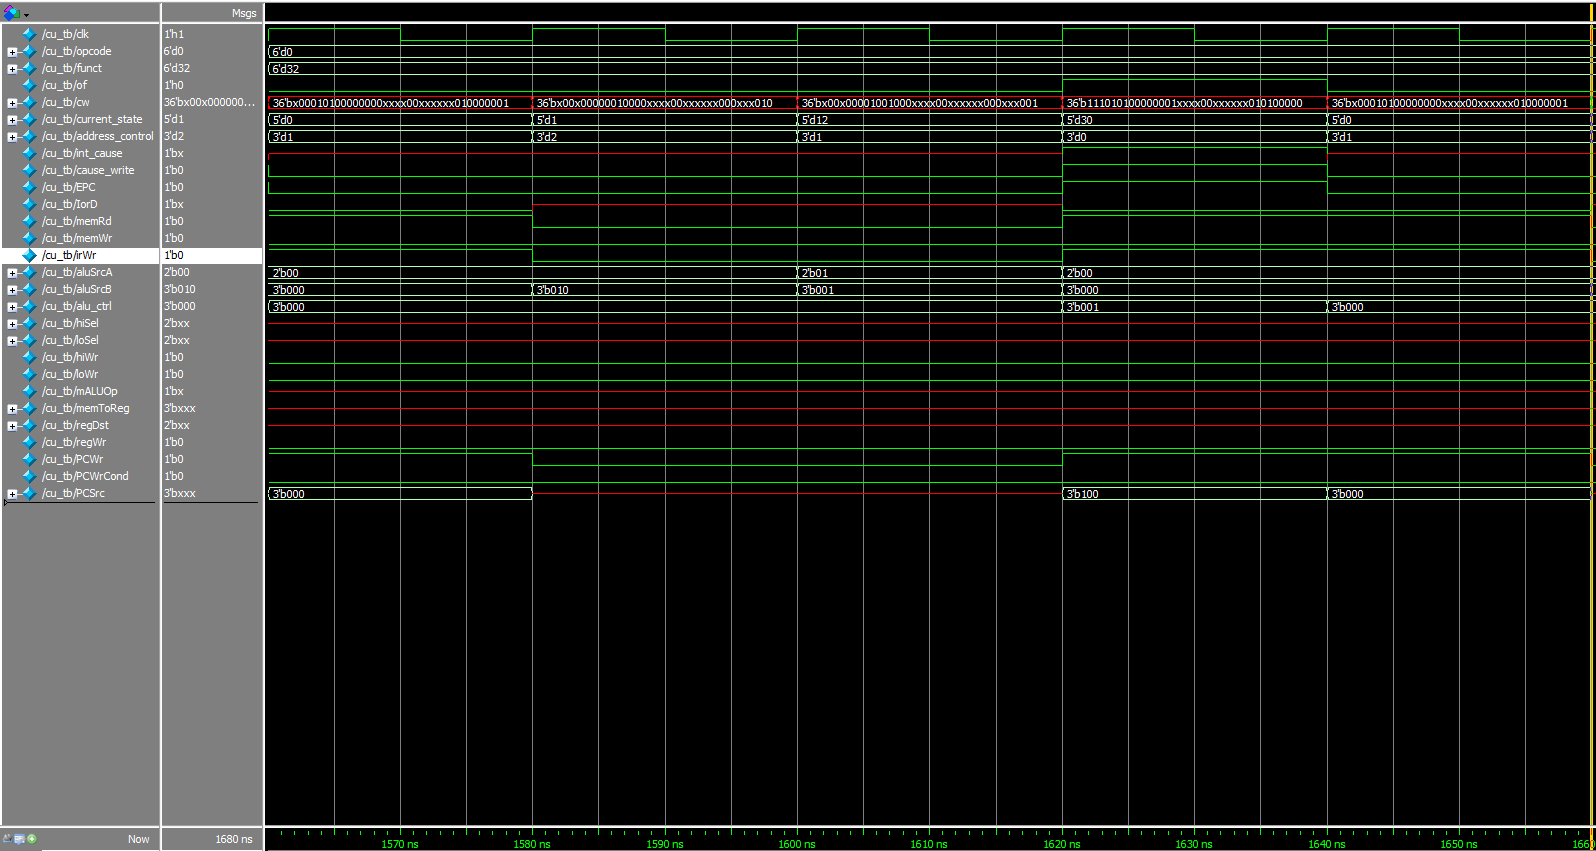 Msgs
/cu_tb/clk 1'h1
/cu_tb/opcode 6'd0 6'd0
/cu_tb/funct 6'd32 6'd32
/cu_tb/of 1'h0
/cu_tb/cw 36'bx00x000000... 36'bx00010100000000xxxx00xxxxxx010000001 36'bx00x00000010000xxxx00xxxxxx000xxx010 36'bx00x00001001000xxxx00xxxxxx000xxx001 36'b11101010000001xxxx00xxxxxx010100000 36'bx00010100000000xxxx00xxxxxx010000001
/cu_tb/current_state 5'd1 5'd0 5'd1 5'd12 5'd30 5'd0
/cu_tb/address_control 3'd2 3'd1 3'd2 3'd1 3'd0 3'd1
/cu_tb/int_cause 1'bx
/cu_tb/cause_write 1'b0
/cu_tb/EPC 1'b0
/cu_tb/IorD 1'bx
/cu_tb/memRd 1'b0
/cu_tb/memWr 1'b0
/cu_tb/irWr 1'b0
/cu_tb/aluSrcA 2'b00 2'b00 2'b01 2'b00
/cu_tb/aluSrcB 3'b010 3'b000 3'b010 3'b001 3'b000
/cu_tb/alu_ctrl 3'b000 3'b000 3'b001 3'b000
/cu_tb/hiSel 2'bxx
/cu_tb/loSel 2'bxx
/cu_tb/hiWr 1'b0
/cu_tb/loWr 1'b0
/cu_tb/mALUOp 1'bx
/cu_tb/memToReg 3'bxxx
/cu_tb/regDst 2'bxx
/cu_tb/regWr 1'b0
/cu_tb/PCWr 1'b0
/cu_tb/PCWrCond 1'b0
/cu_tb/PCSrc 3'bxxx 3'b000 3'b100 3'b000
Now 1680 ns 1570 ns 1580 ns 1590 ns 1600 ns 1610 ns 1620 ns 1630 ns 1640 ns 1650 ns